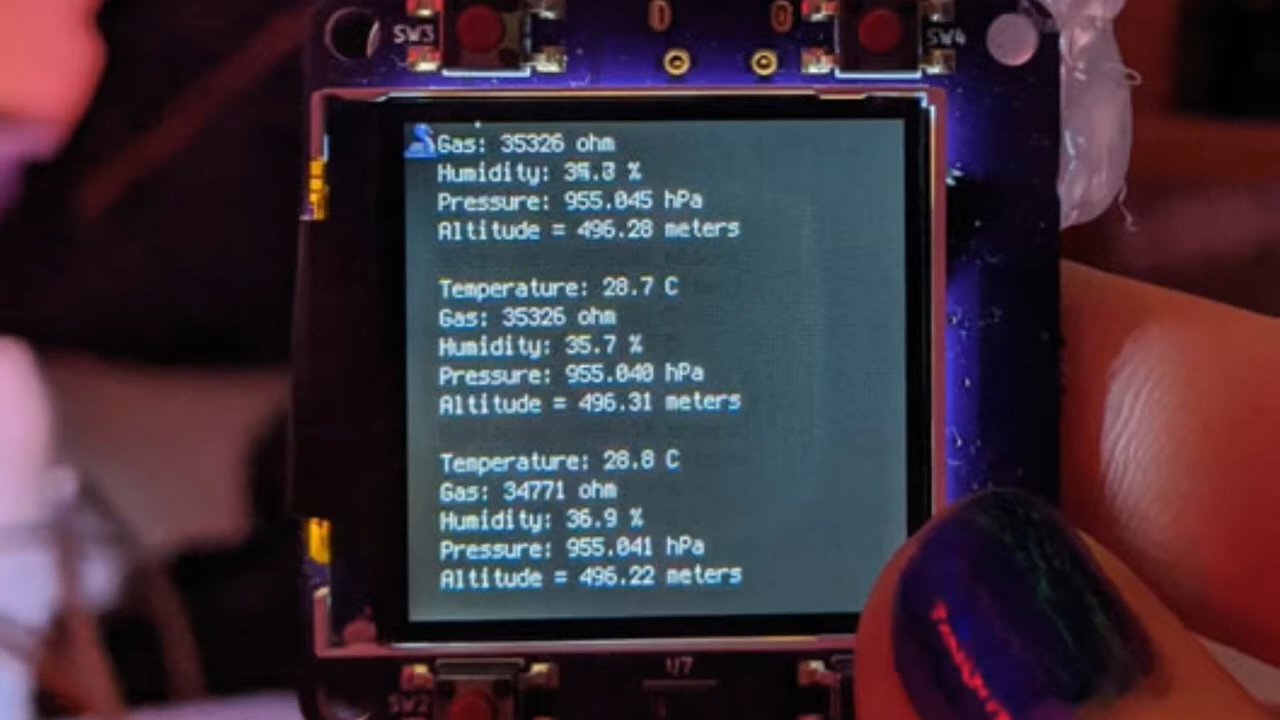 SW3
SW4
Gas: 35326 ohm
Humidity: %
Pressure: 955.045 hPa
Altitude = 496.28 meters
Temperature: 28.7 C
Gas: 35326 ohm
Humidity: 35.7 %
Pressure: 955.040 hPa
Altitude = 496.31 meters
Temperature: 28.8 C
Gas: 34771 ohm
Humidity: 36.9 %
Pressure: 955.041 hPa
Altitude = 496.22 meters
SW2
U7